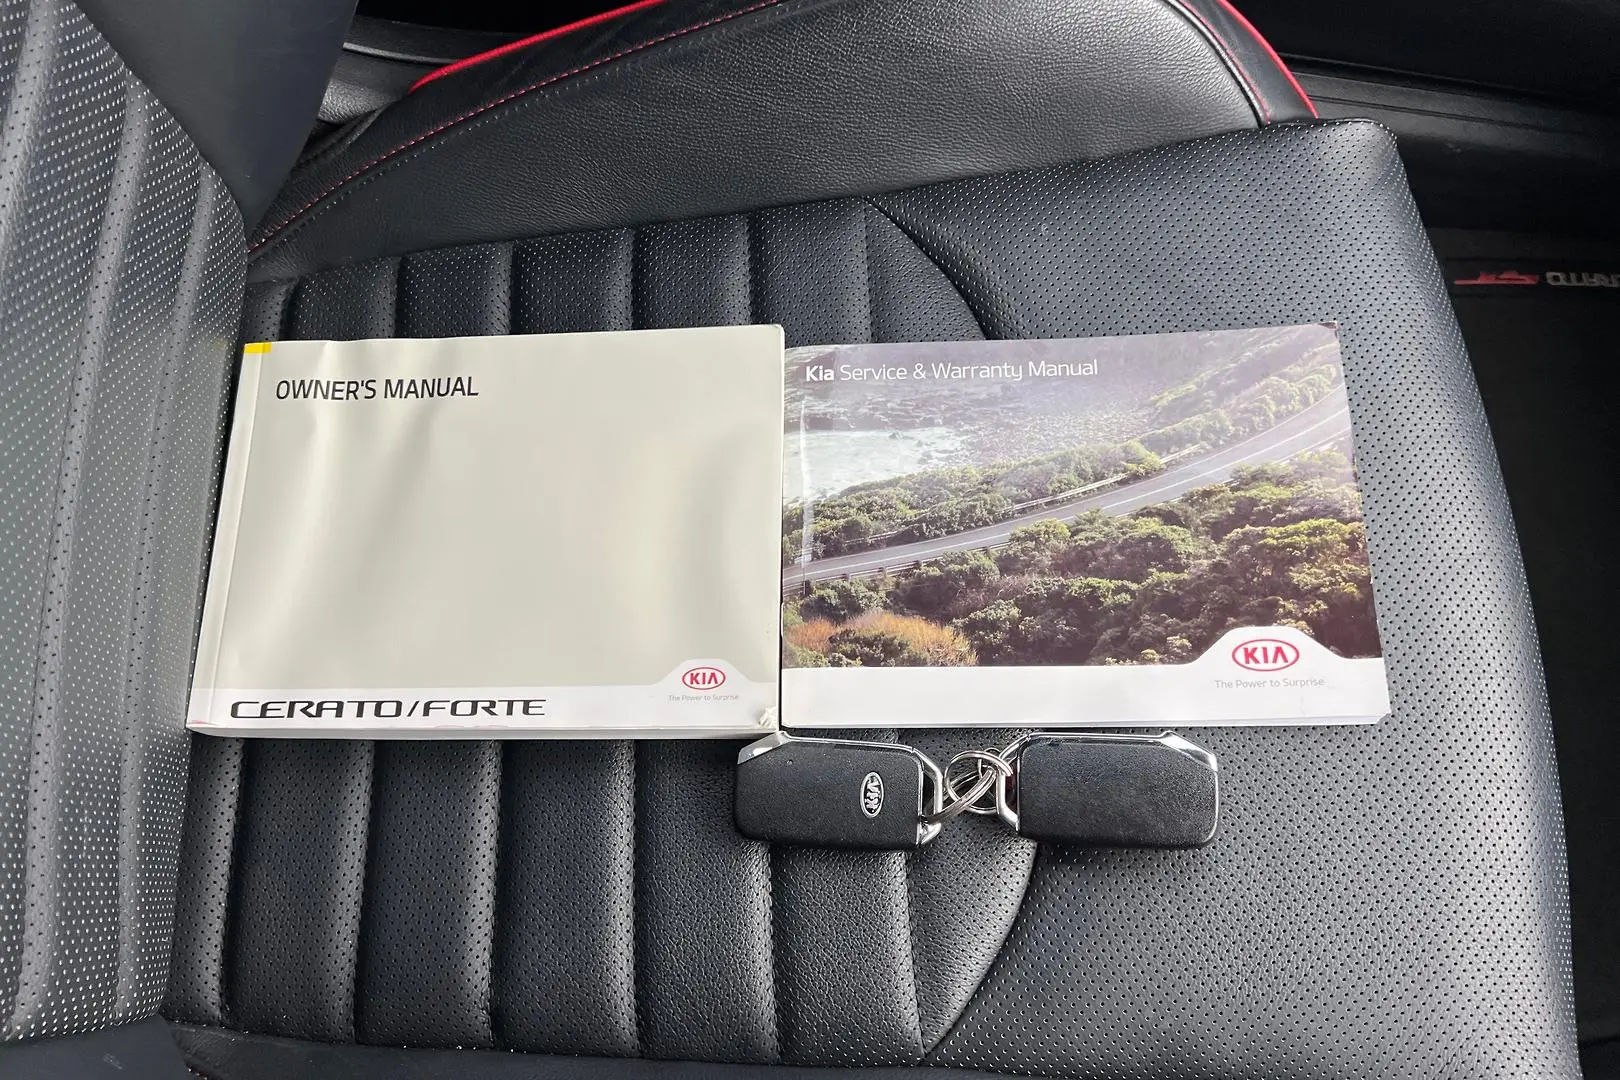 OWNER'S MANUAL
KIA
The Power to Surprise
CERATO/FORTE
Kia Service & Warranty Manual
KIA
The Power to Surprise
KIA